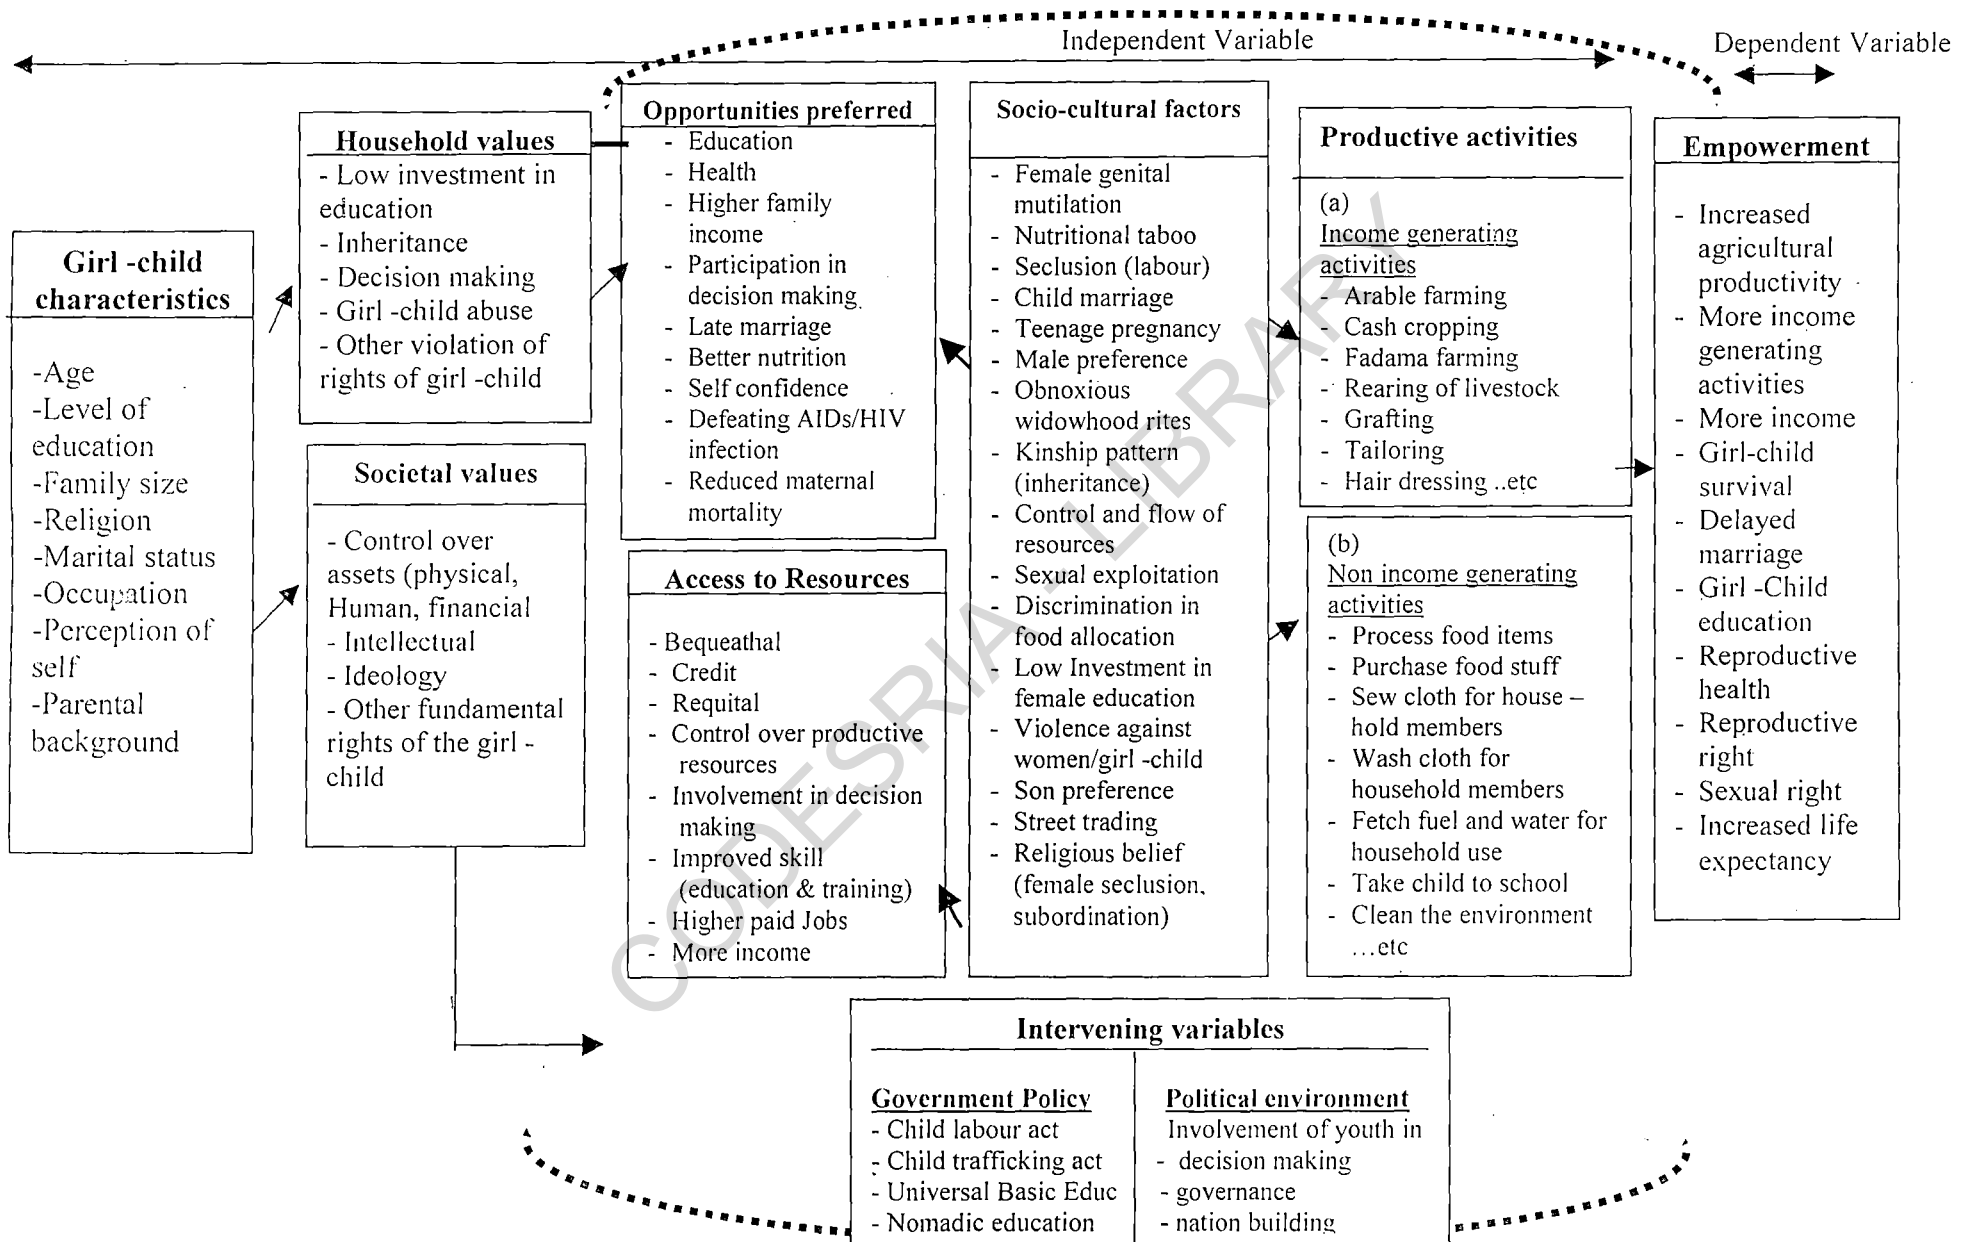 Independent Variable
Dependent Variable
Girl -child
characteristics
-Age
-Level of
education
-Family size
-Religion
-Marital status
-Occupation
-Perception of
self
-Parental
background
Household values
- Low investment in
education
- Inheritance
- Decision making
- Girl -child abuse
- Other violation of
rights of girl -child
Societal values
- Control over
assets (physical,
Human, financial
- Intellectual
- Ideology
- Other fundamental
rights of the girl -
child
Opportunities preferred
- Education
- Health
- Higher family
income
- Participation in
decision making
- Late marriage
- Better nutrition
- Self confidence
- Defeating AIDs/HIV
infection
- Reduced maternal
mortality
Access to Resources
- Bequeathal
- Credit
- Requital
- Control over productive
resources
- Involvement in decision
making
- Improved skill
(education & training)
- Higher paid Jobs
- More income
Socio-cultural factors
- Female genital
mutilation
- Nutritional taboo
- Seclusion (labour)
- Child marriage
- Teenage pregnancy
- Male preference
- Obnoxious
widowhood rites
- Kinship pattern
(inheritance)
- Control and flow of
resources
- Sexual exploitation
- Discrimination in
food allocation
- Low Investment in
female education
- Violence against
women/girl -child
- Son preference
- Street trading
- Religious belief
(female seclusion,
subordination)
Productive activities
(a)
Income generating
activities
- Arable farming
- Cash cropping
- Fadama farming
- Rearing of livestock
- Grafting
- Tailoring
- Hair dressing ..etc
(b)
Non income generating
activities
- Process food items
- Purchase food stuff
- Sew cloth for house –
hold members
- Wash cloth for
household members
- Fetch fuel and water for
household use
- Take child to school
- Clean the environment
...etc
Empowerment
- Increased
agricultural
productivity
- More income
generating
activities
- More income
- Girl-child
survival
- Delayed
marriage
- Girl -Child
education
- Reproductive
health
- Reproductive
right
- Sexual right
- Increased life
expectancy
Intervening variables
Government Policy
- Child labour act
- Child trafficking act
- Universal Basic Educ
- Nomadic education
Political environment
Involvement of youth in
- decision making
- governance
- nation building
CODESRIA - LIBRARY